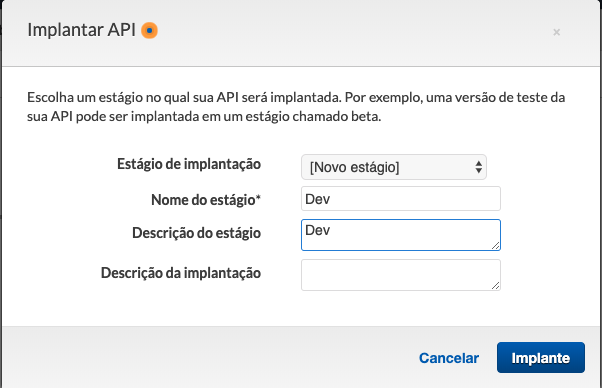 Implantar API
×
Escolha um estágio no qual sua API será implantada. Por exemplo, uma versão de teste da
sua API pode ser implantada em um estágio chamado beta.
Estágio de implantação [Novo estágio]
Nome do estágio* Dev
Descrição do estágio Dev
Descrição da implantação
Cancelar Implante